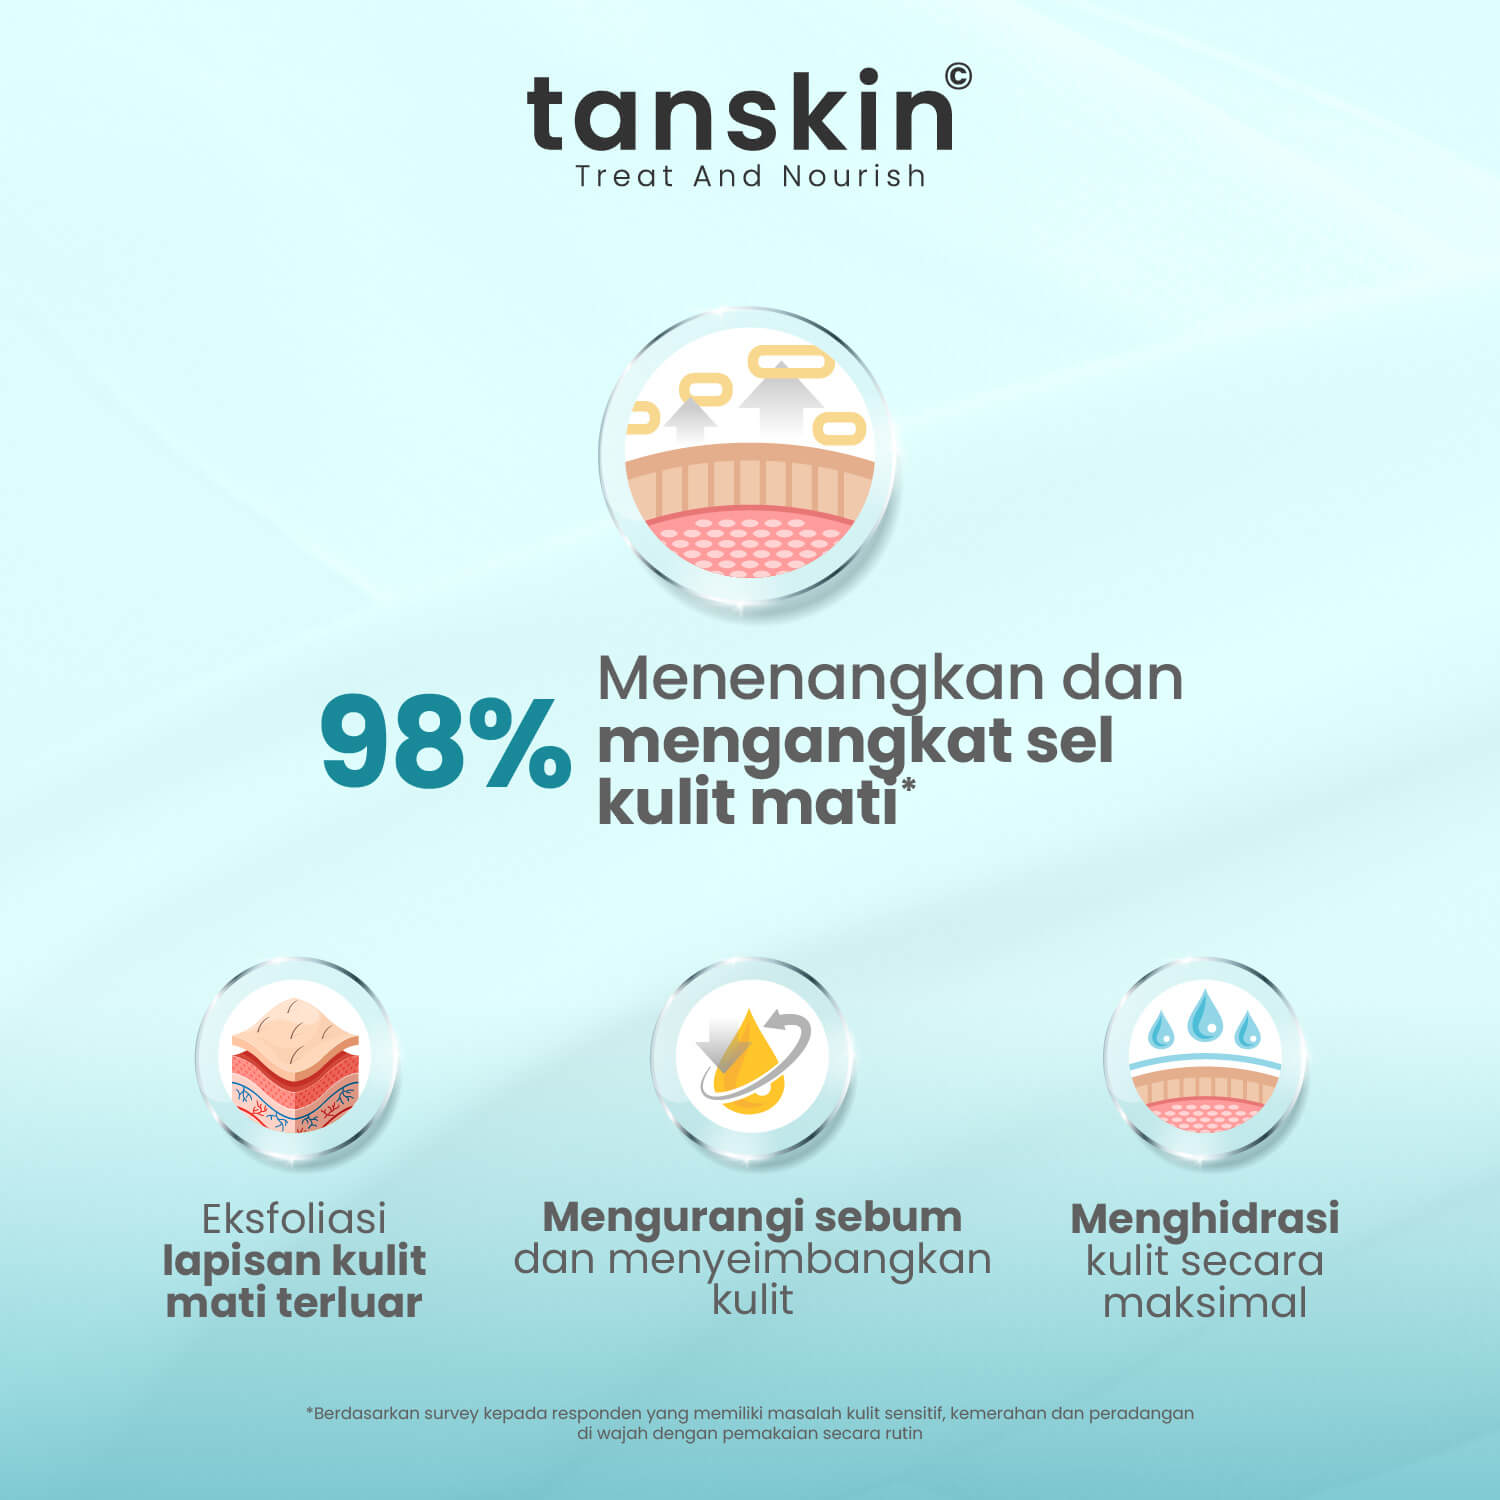 tanskin©
Treat And Nourish
98%
Menenangkan dan
mengangkat sel
kulit mati*
Eksfoliasi
lapisan kulit
mati terluar
Mengurangi sebum
dan menyeimbangkan
kulit
Menghidrasi
kulit secara
maksimal
*Berdasarkan survey kepada responden yang memiliki masalah kulit sensitif, kemerahan dan peradangan
di wajah dengan pemakaian secara rutin